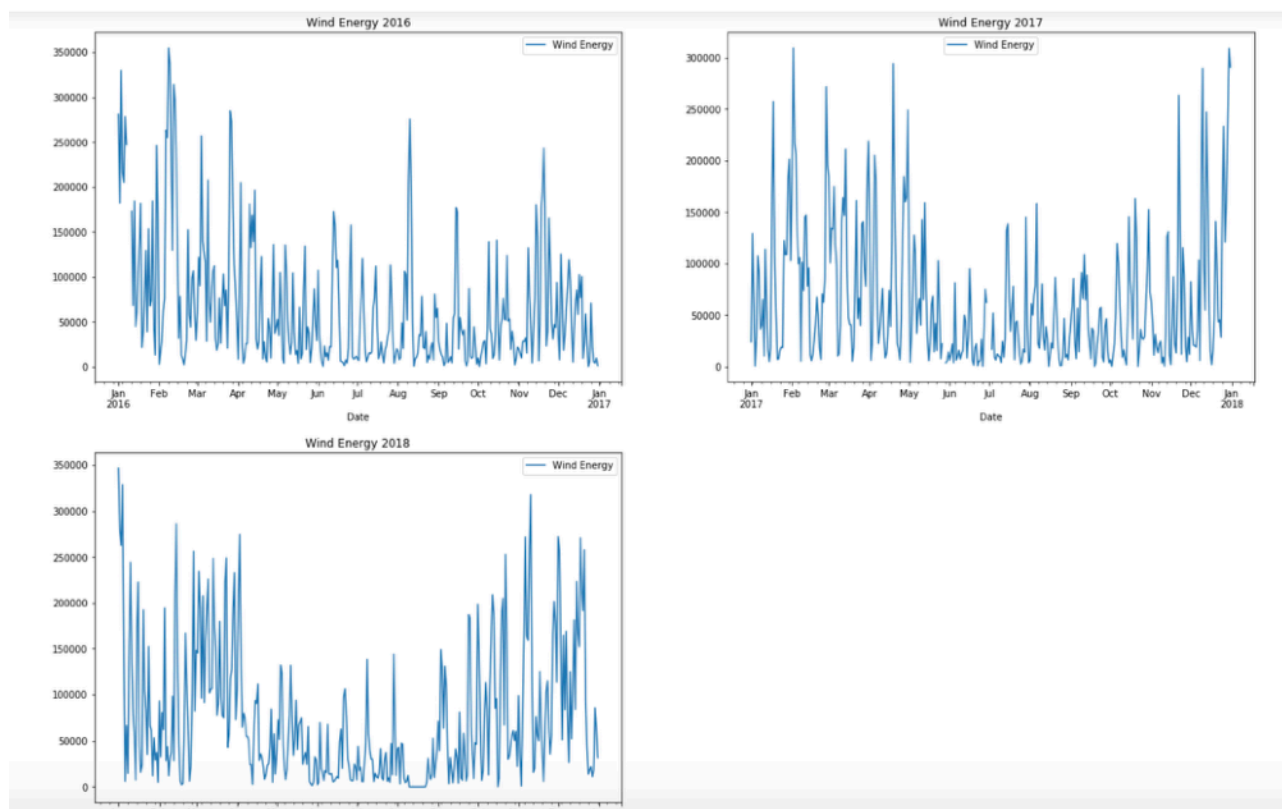 Wind Energy 2016
Wind Energy
350000
300000
250000
200000
150000
100000
50000
0
Jan Feb Mar Apr May Jun Jul Aug Sep Oct Nov Dec Jan
2016 2017
Date
Wind Energy 2017
Wind Energy
300000
250000
200000
150000
100000
50000
0
Jan Feb Mar Apr May Jun Jul Aug Sep Oct Nov Dec Jan
2017 2018
Date
Wind Energy 2018
Wind Energy
350000
300000
250000
200000
150000
100000
50000
0